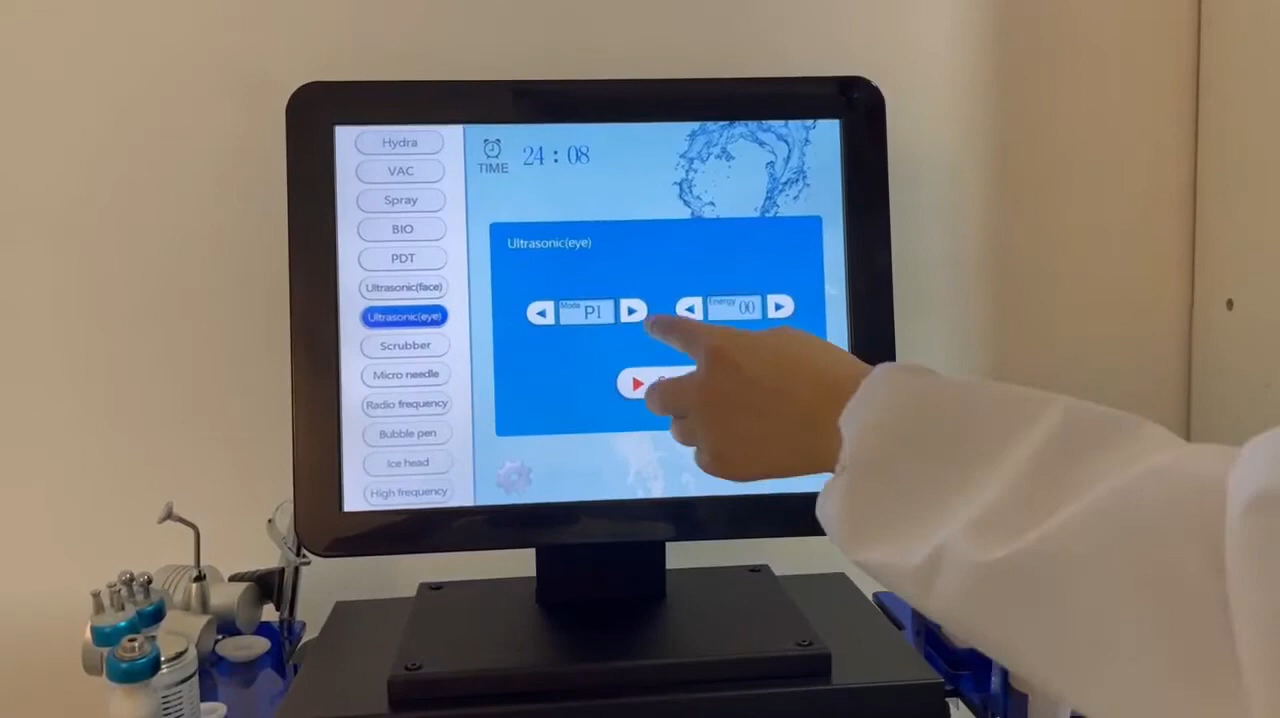 Hydra
VAC
Spray
BIO
PDT
Ultrasonic(face)
Ultrasonic(eye)
Scrubber
Micro needle
Radio frequency
Bubble pen
Ice head
High frequency
TIME
24 : 08
Ultrasonic(eye)
Mode P1
Energy 00